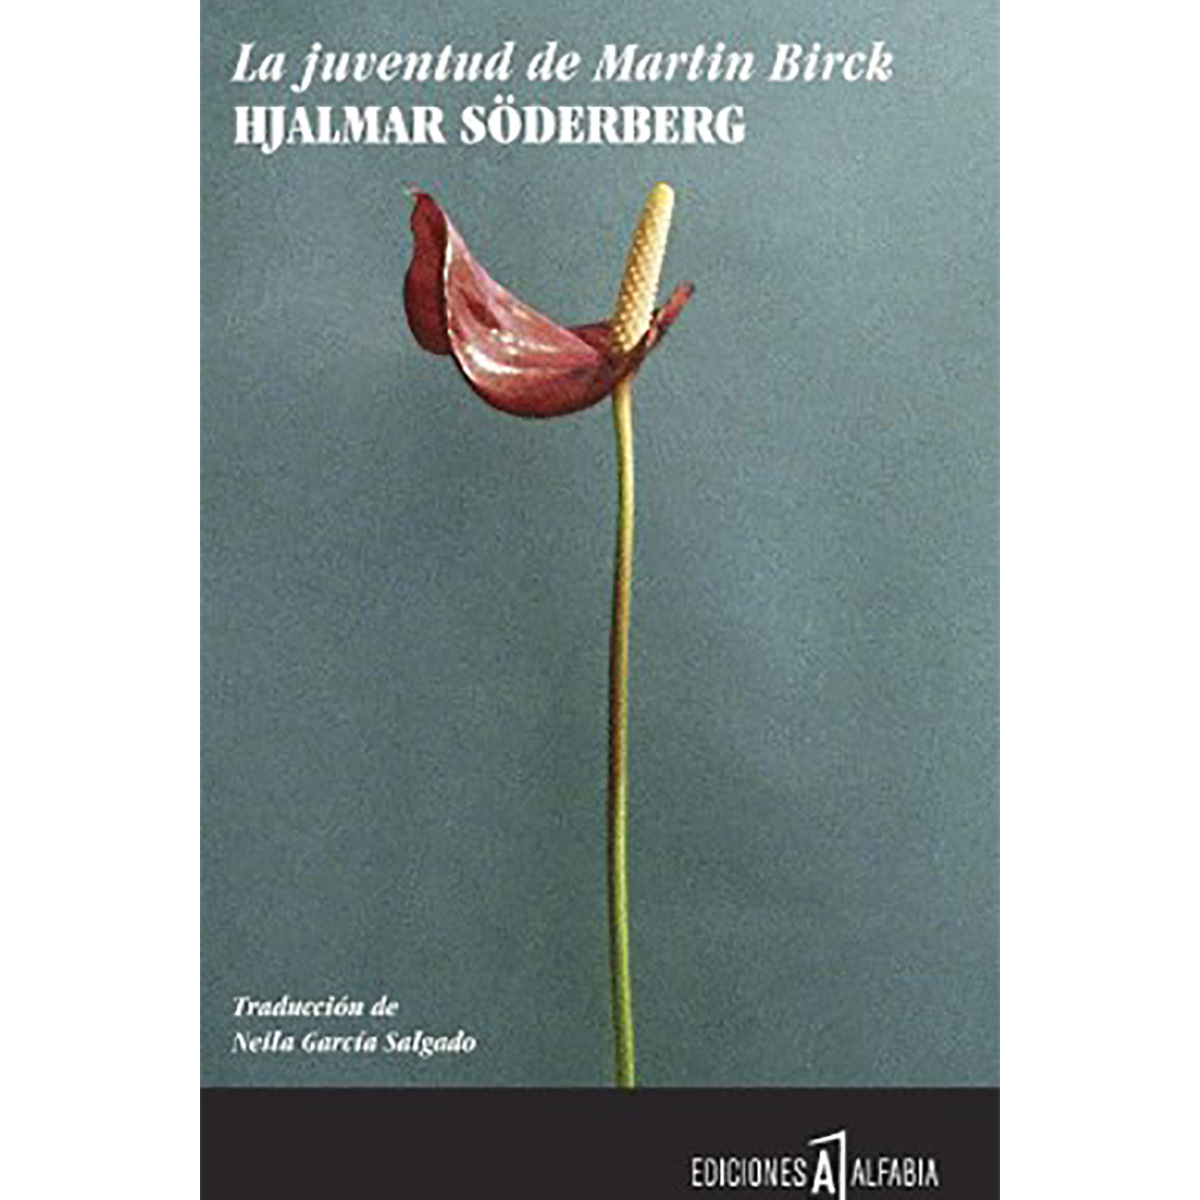 La juventud de Martin Birck
HJALMAR SÖDERBERG
Traducción de
Neila García Salgado
EDICIONES A ALFABIA